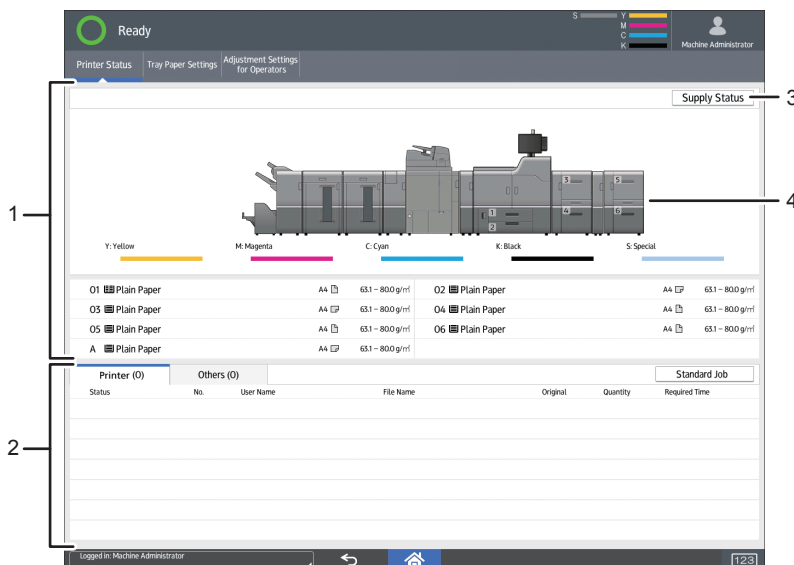 Ready
S Y
M
C
K
Machine Administrator
Printer Status Tray Paper Settings Adjustment Settings for Operators
Supply Status
3
1
4
3 5
4 6
1
2
Y: Yellow M: Magenta C: Cyan K: Black S: Special
01 Plain Paper A4 63.1 – 80.0 g/㎡ 02 Plain Paper A4 63.1 – 80.0 g/㎡
03 Plain Paper A4 63.1 – 80.0 g/㎡ 04 Plain Paper A4 63.1 – 80.0 g/㎡
05 Plain Paper A4 63.1 – 80.0 g/㎡ 06 Plain Paper A4 63.1 – 80.0 g/㎡
A Plain Paper A4 63.1 – 80.0 g/㎡
Printer (0) Others (0) Standard Job
Status No. User Name File Name Original Quantity Required Time
2
Logged in: Machine Administrator
123